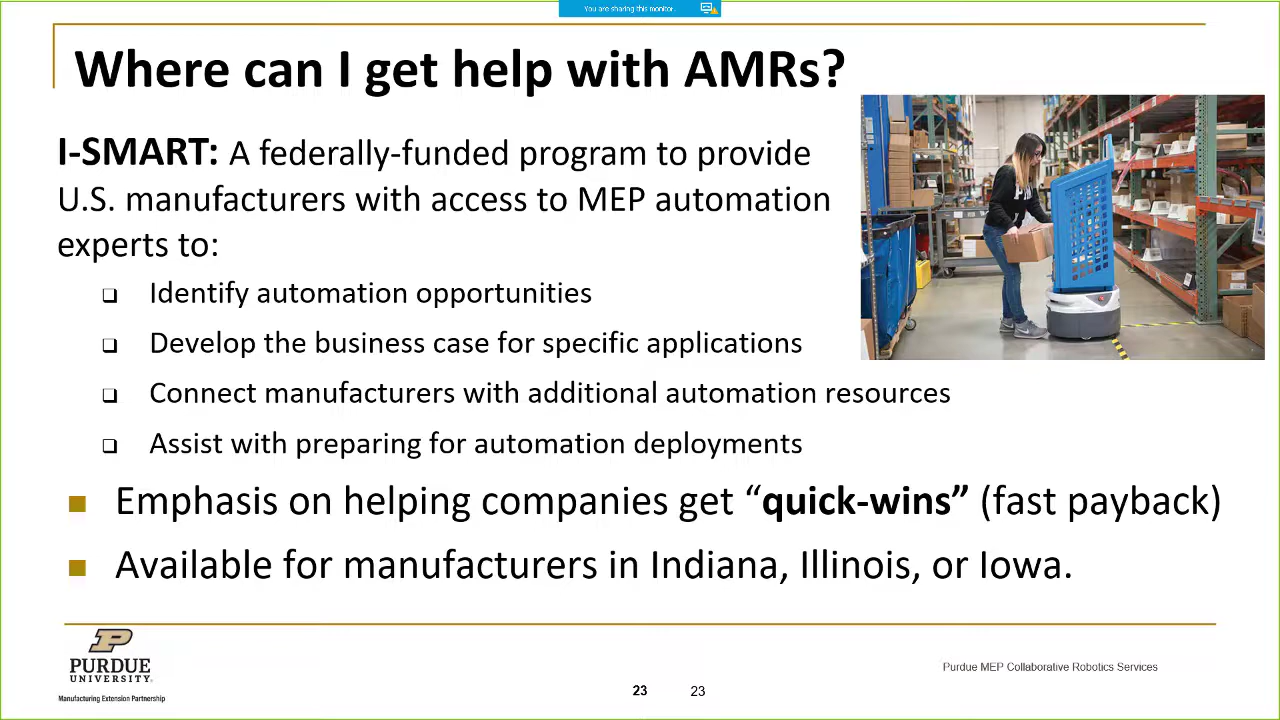 You are sharing this monitor.
Where can I get help with AMRs?
I-SMART: A federally-funded program to provide
U.S. manufacturers with access to MEP automation
experts to:
❑ Identify automation opportunities
❑ Develop the business case for specific applications
❑ Connect manufacturers with additional automation resources
❑ Assist with preparing for automation deployments
■ Emphasis on helping companies get “quick-wins” (fast payback)
■ Available for manufacturers in Indiana, Illinois, or Iowa.
P
PURDUE
UNIVERSITY®
Manufacturing Extension Partnership
Purdue MEP Collaborative Robotics Services
23 23